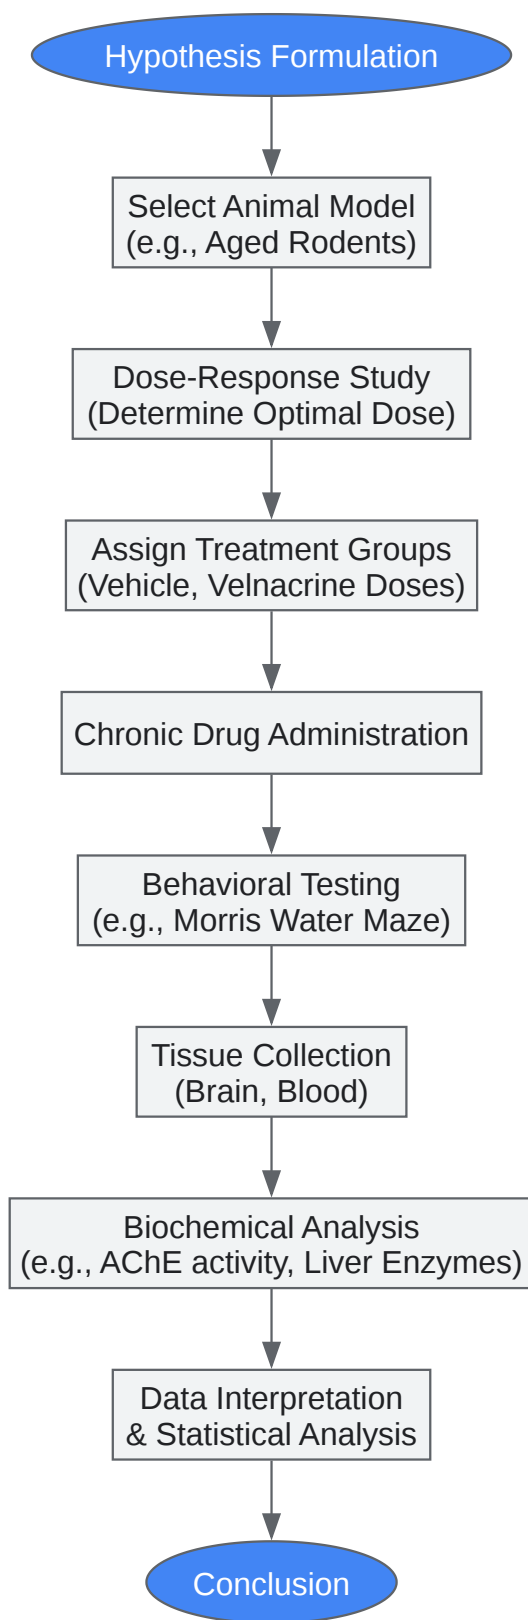 Hypothesis Formulation
Select Animal Model
(e.g., Aged Rodents)
Dose-Response Study
(Determine Optimal Dose)
Assign Treatment Groups
(Vehicle, Velnacrine Doses)
Chronic Drug Administration
Behavioral Testing
(e.g., Morris Water Maze)
Tissue Collection
(Brain, Blood)
Biochemical Analysis
(e.g., AChE activity, Liver Enzymes)
Data Interpretation
& Statistical Analysis
Conclusion